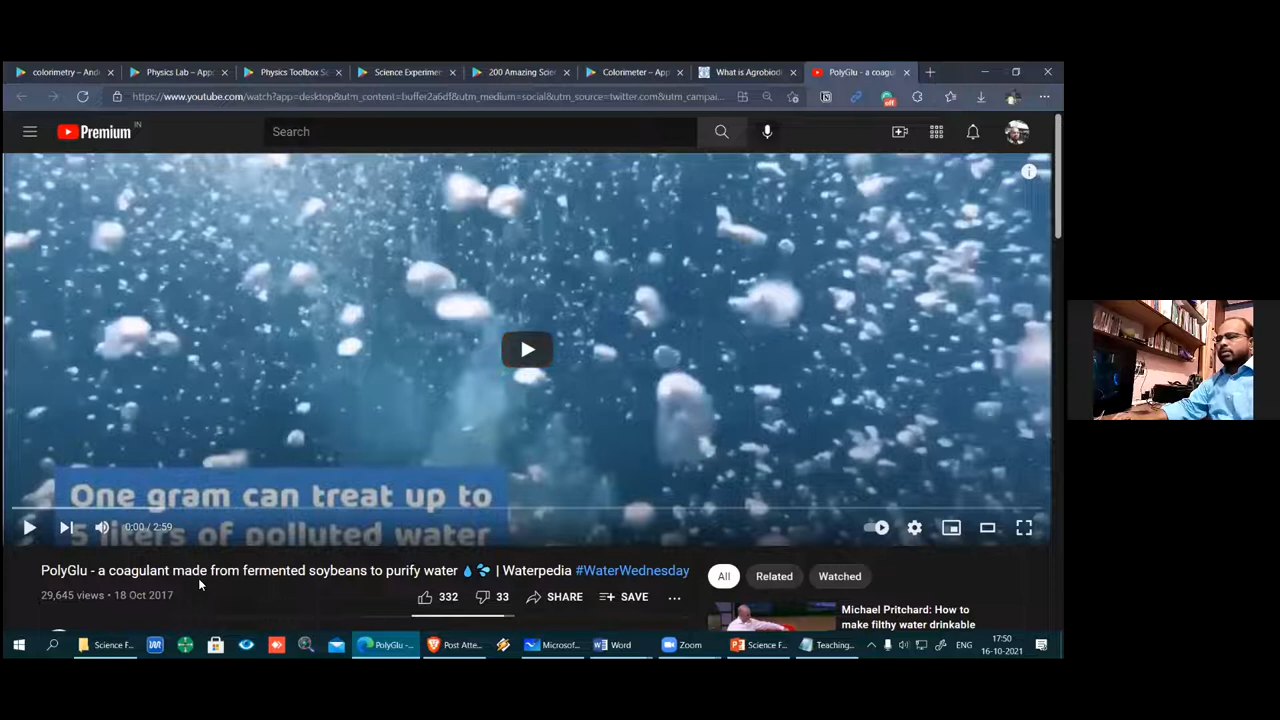 colorimetry – And
Physics Lab – Apps
Physics Toolbox S
Science Experimen
200 Amazing Scie
Colorimeter – App
What is Agrobiodi
PolyGlu - a coagu
https://www.youtube.com/watch?app=desktop&utm_content=buffer2a6df&utm_medium=social&utm_source=twitter.com&utm_campai...
off
Premium IN
Search
One gram can treat up to
5 liters of polluted water
0:00 / 2:59
PolyGlu - a coagulant made from fermented soybeans to purify water 💧💦 | Waterpedia #WaterWednesday
29,645 views • 18 Oct 2017
332
33
SHARE
SAVE
All
Related
Watched
Michael Pritchard: How to
make filthy water drinkable
Science F...
PolyGlu -...
Post Atte...
Microsof...
Word
Zoom
Science F...
Teaching...
ENG
17:50
16-10-2021